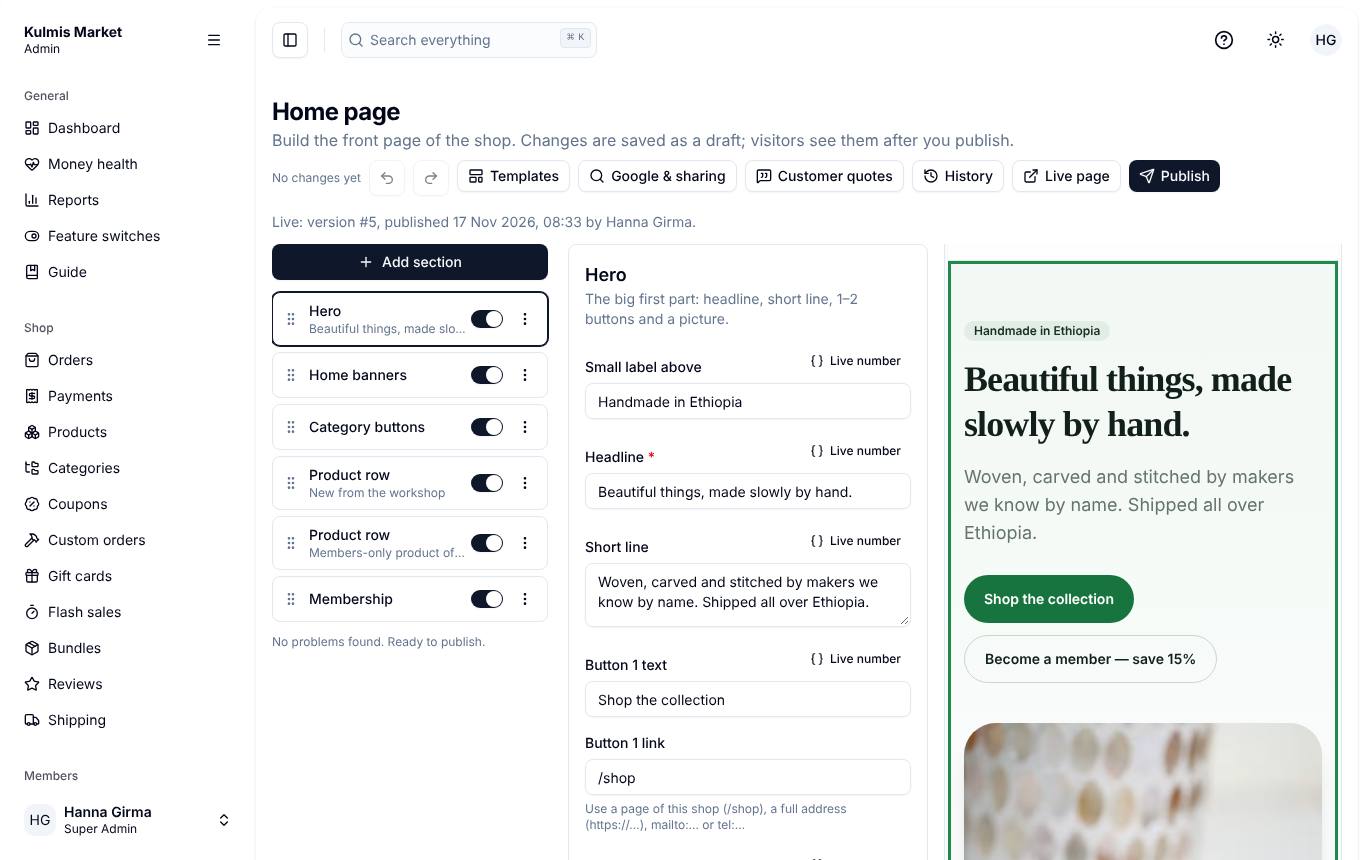 Kulmis Market
Admin
General
Dashboard
Money health
Reports
Feature switches
Guide
Shop
Orders
Payments
Products
Categories
Coupons
Custom orders
Gift cards
Flash sales
Bundles
Reviews
Shipping
Members
HG
Hanna Girma
Super Admin
Search everything
⌘ K
HG
Home page
Build the front page of the shop. Changes are saved as a draft; visitors see them after you publish.
No changes yet
Templates
Google & sharing
Customer quotes
History
Live page
Publish
Live: version #5, published 17 Nov 2026, 08:33 by Hanna Girma.
Add section
Hero
Beautiful things, made slo...
Home banners
Category buttons
Product row
New from the workshop
Product row
Members-only product of...
Membership
No problems found. Ready to publish.
Hero
The big first part: headline, short line, 1–2
buttons and a picture.
Small label above
{ } Live number
Handmade in Ethiopia
Headline *
{ } Live number
Beautiful things, made slowly by hand.
Short line
{ } Live number
Woven, carved and stitched by makers we
know by name. Shipped all over Ethiopia.
Button 1 text
{ } Live number
Shop the collection
Button 1 link
/shop
Use a page of this shop (/shop), a full address
(https://...), mailto:... or tel:...
Handmade in Ethiopia
Beautiful things, made
slowly by hand.
Woven, carved and stitched by makers
we know by name. Shipped all over
Ethiopia.
Shop the collection
Become a member — save 15%